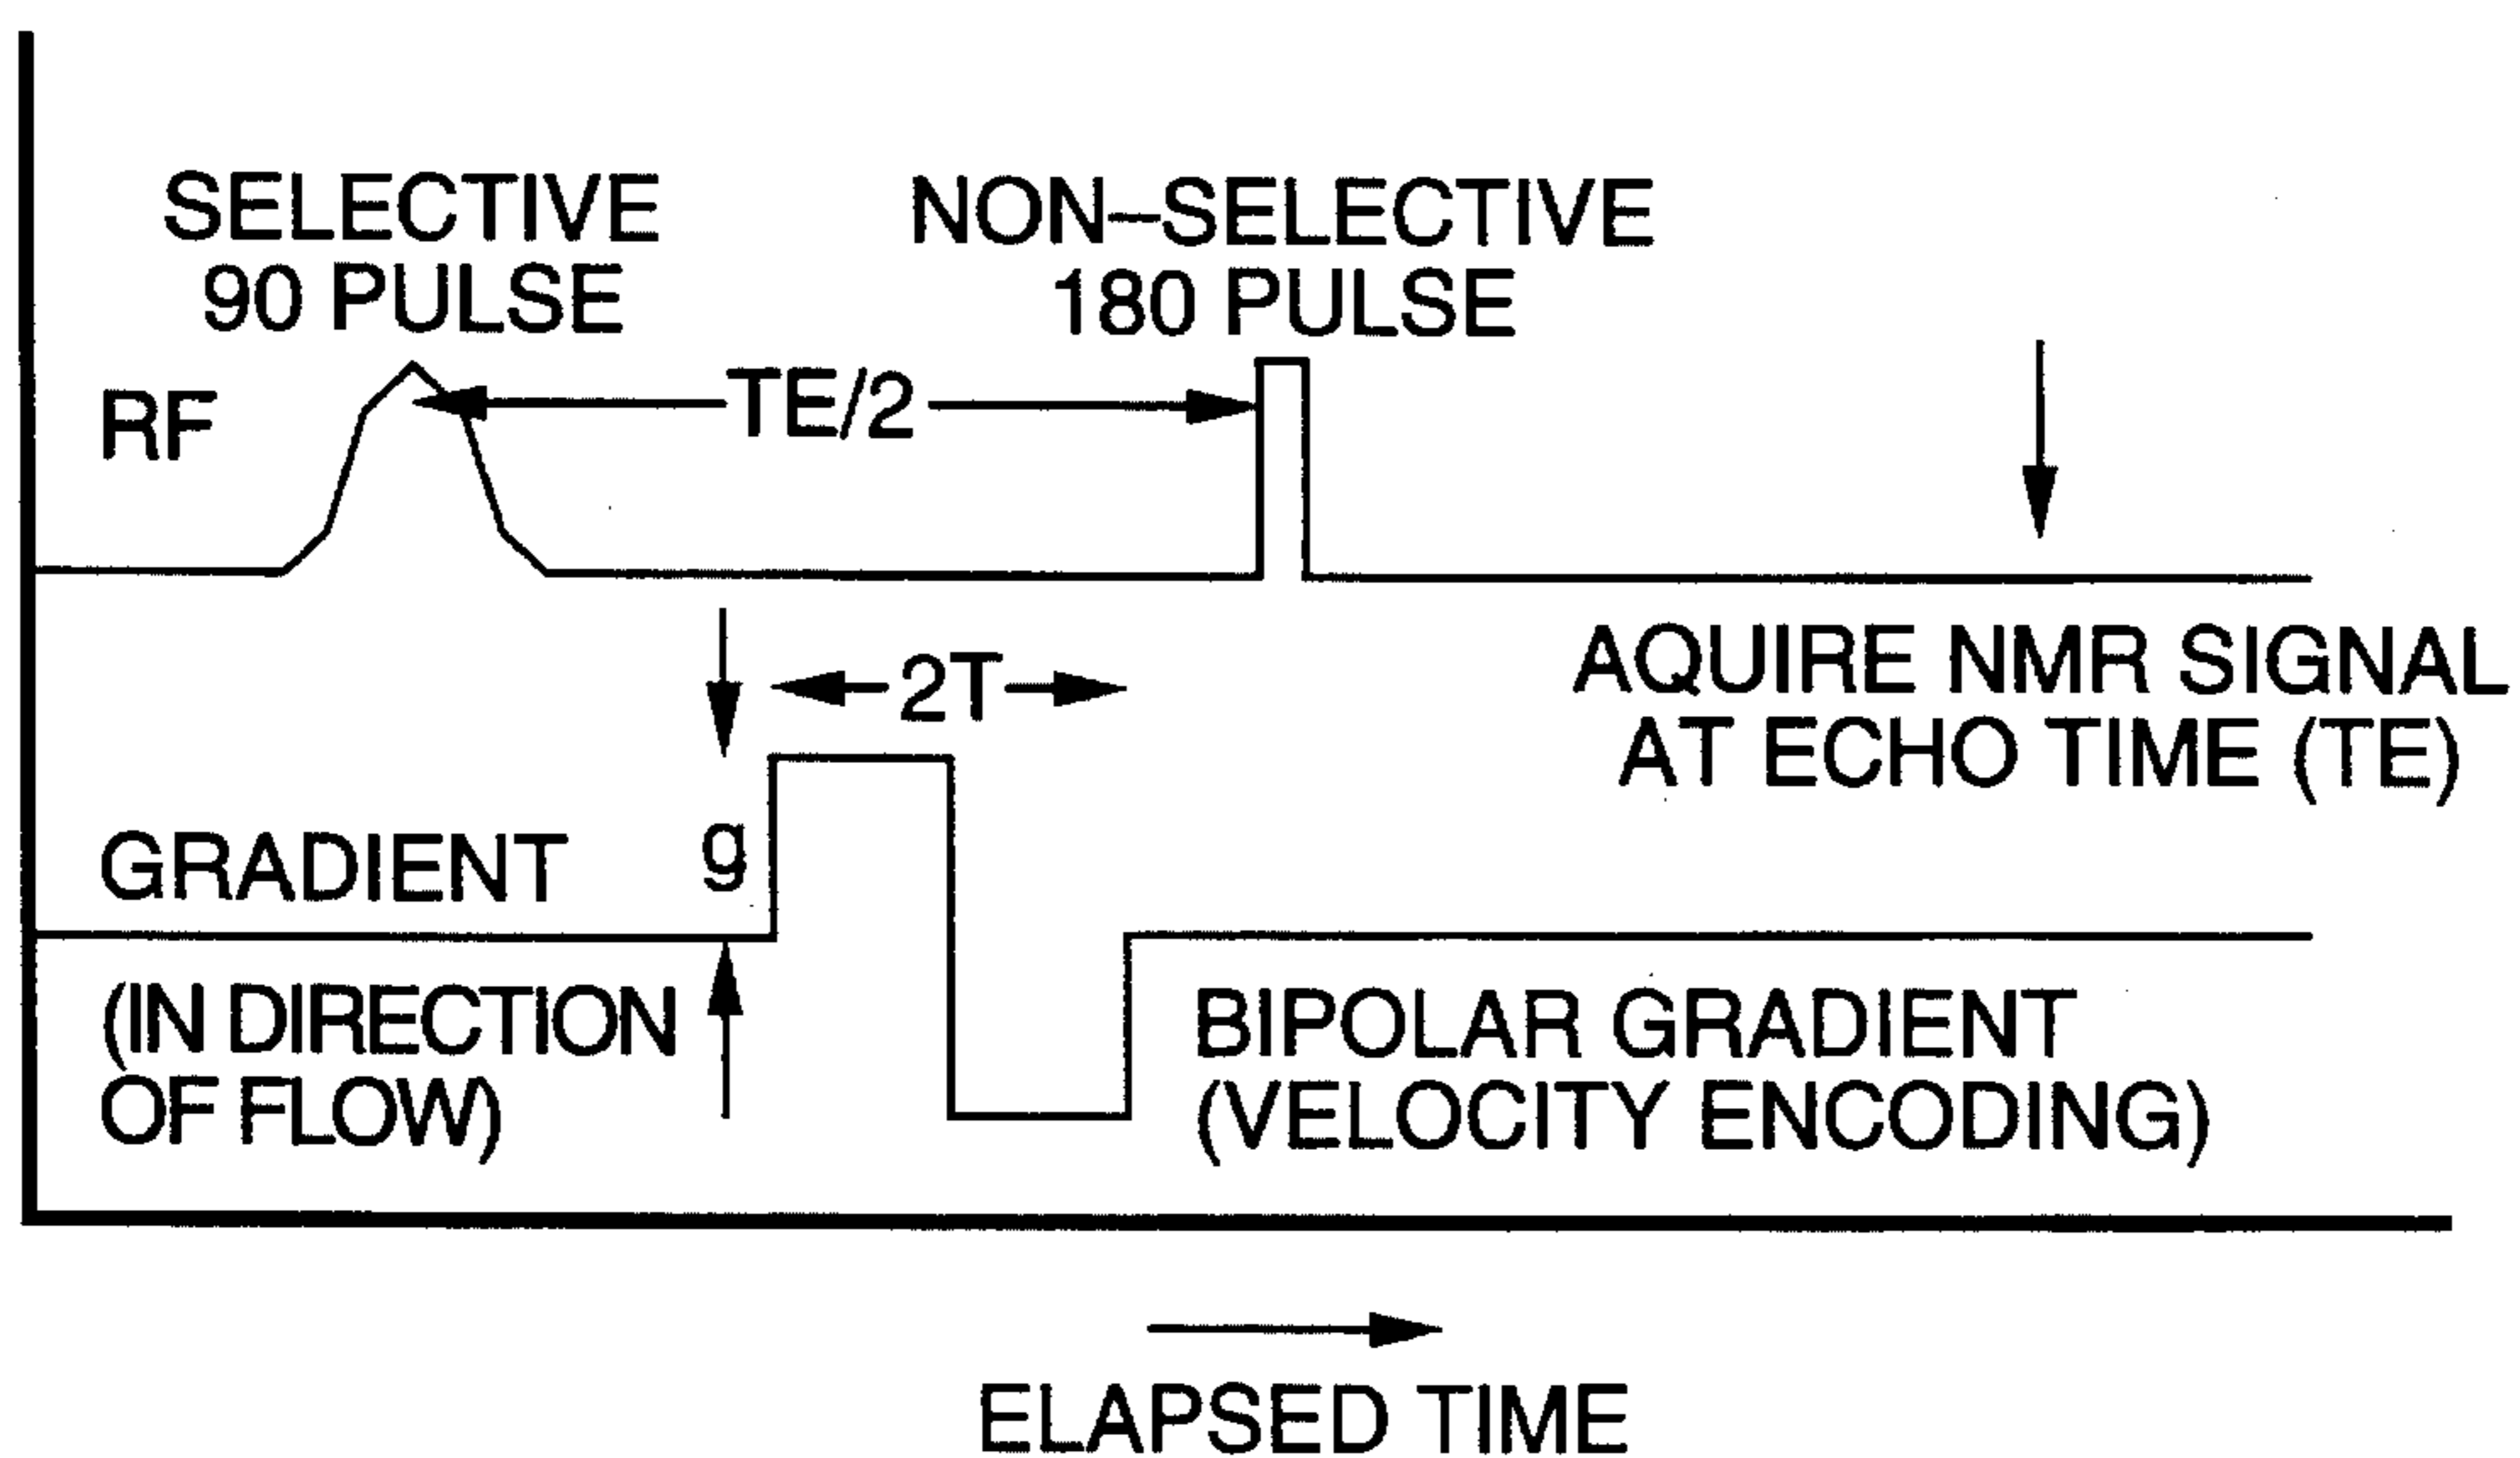 SELECTIVE
90 PULSE
NON-SELECTIVE
180 PULSE
RF
TE/2
AQUIRE NMR SIGNAL
AT ECHO TIME (TE)
2T
g
GRADIENT
(IN DIRECTION
OF FLOW)
BIPOLAR GRADIENT
(VELOCITY ENCODING)
ELAPSED TIME